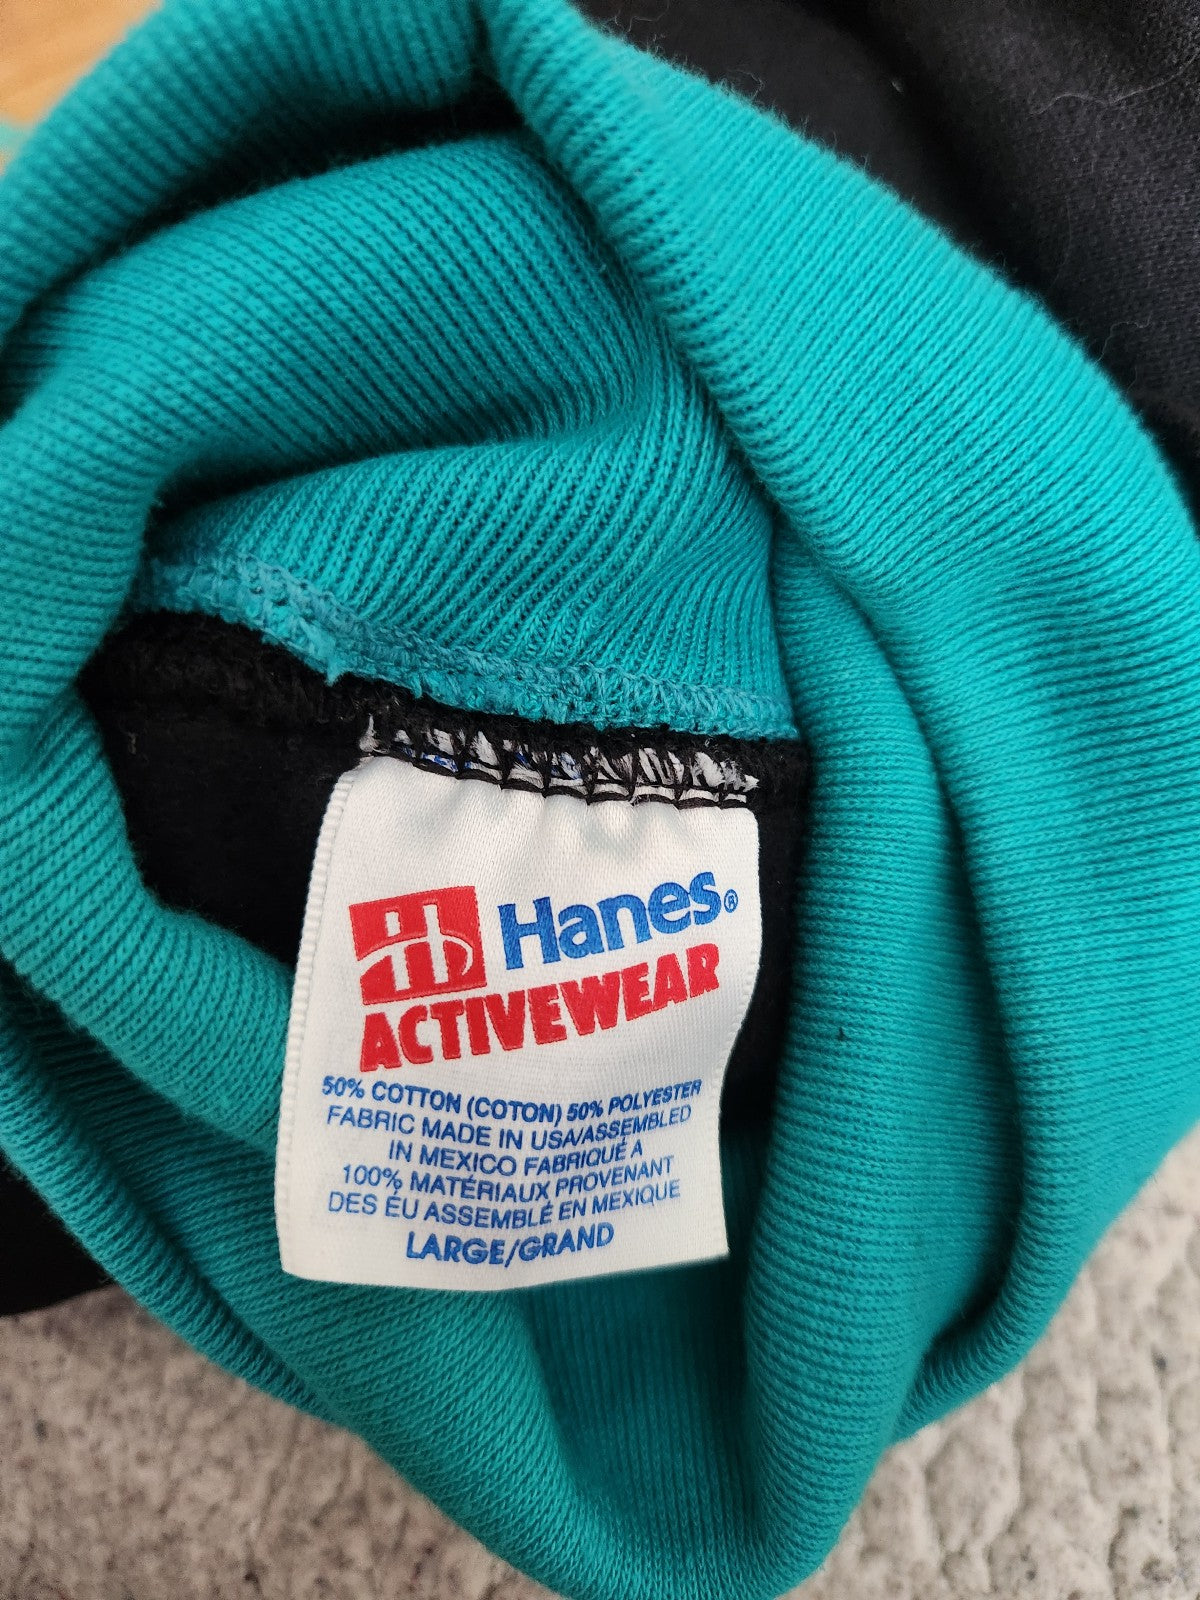 Hanes®
ACTIVEWEAR
50% COTTON (COTON) 50% POLYESTER
FABRIC MADE IN USA/ASSEMBLED
IN MEXICO FABRIQUÉ A
100% MATÉRIAUX PROVENANT
DES ÉU ASSEMBLÉ EN MEXIQUE
LARGE/GRAND